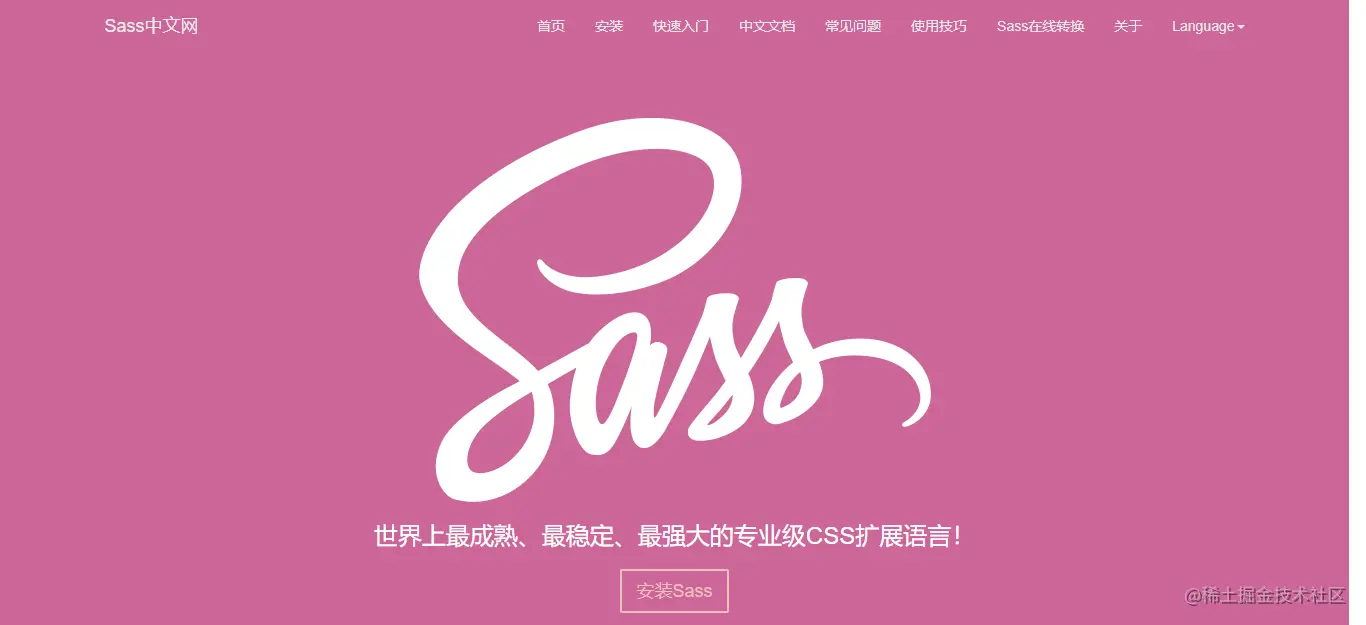 Sass中文网 首页 安装 快速入门 中文文档 常见问题 使用技巧 Sass在线转换 关于 Language
Sass
世界上最成熟、最稳定、最强大的专业级CSS扩展语言!
安装Sass
@稀土掘金技术社区